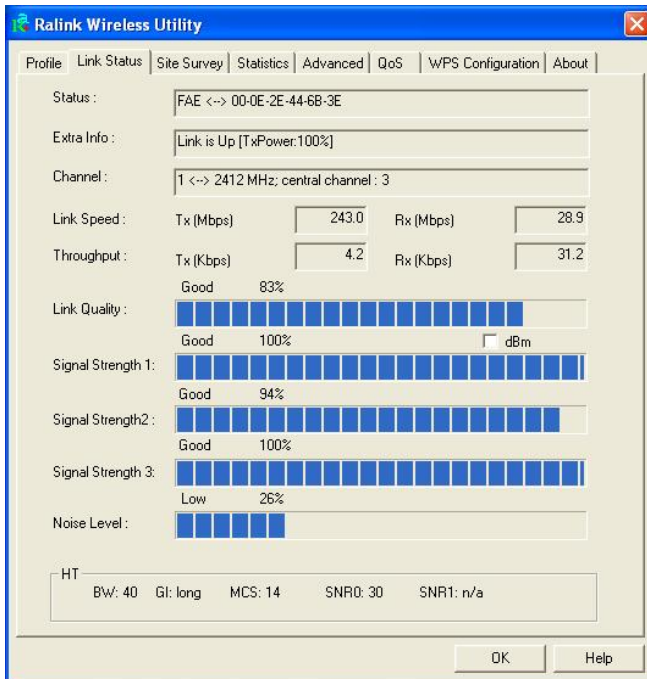 Ralink Wireless Utility
Profile Link Status Site Survey Statistics Advanced QoS WPS Configuration About
Status : FAE <--> 00-0E-2E-44-6B-3E
Extra Info : Link is Up [TxPower:100%]
Channel : 1 <--> 2412 MHz; central channel : 3
Link Speed : Tx (Mbps) 243.0 Rx (Mbps) 28.9
Throughput : Tx (Kbps) 4.2 Rx (Kbps) 31.2
Good 83%
Link Quality :
Good 100% dBm
Signal Strength 1:
Good 94%
Signal Strength2 :
Good 100%
Signal Strength 3:
Low 26%
Noise Level :
HT
BW: 40 GI: long MCS: 14 SNR0: 30 SNR1: n/a
OK Help